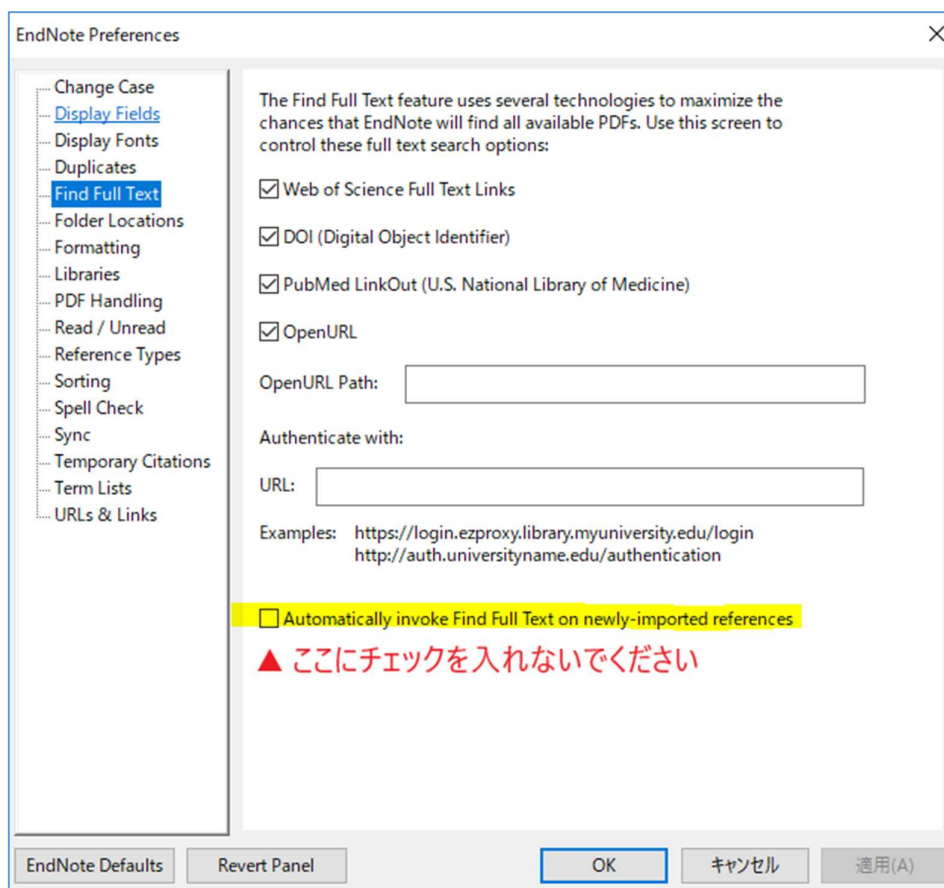 EndNote Preferences
Change Case
Display Fields
Display Fonts
Duplicates
Find Full Text
Folder Locations
Formatting
Libraries
PDF Handling
Read / Unread
Reference Types
Sorting
Spell Check
Sync
Temporary Citations
Term Lists
URLs & Links
The Find Full Text feature uses several technologies to maximize the
chances that EndNote will find all available PDFs. Use this screen to
control these full text search options:
Web of Science Full Text Links
DOI (Digital Object Identifier)
PubMed LinkOut (U.S. National Library of Medicine)
OpenURL
OpenURL Path:
Authenticate with:
URL:
Examples: https://login.ezproxy.library.myuniversity.edu/login
http://auth.universityname.edu/authentication
Automatically invoke Find Full Text on newly-imported references
▲ ここにチェックを入れないでください
EndNote Defaults Revert Panel OK キャンセル 適用(A)